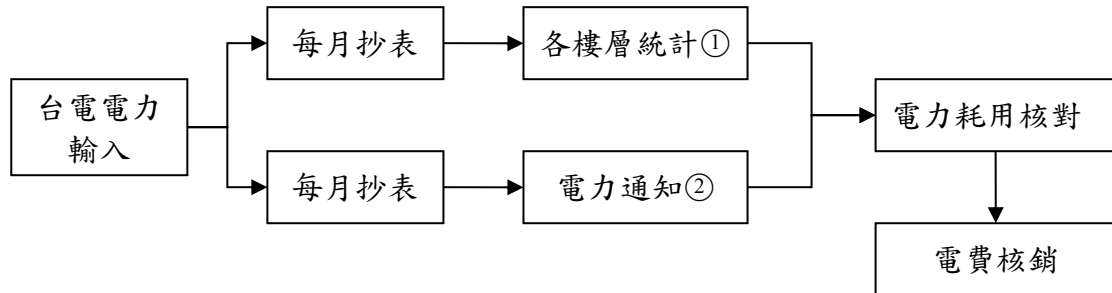 台電電力
輸入
每月抄表
各樓層統計①
每月抄表
電力通知②
電力耗用核對
電費核銷